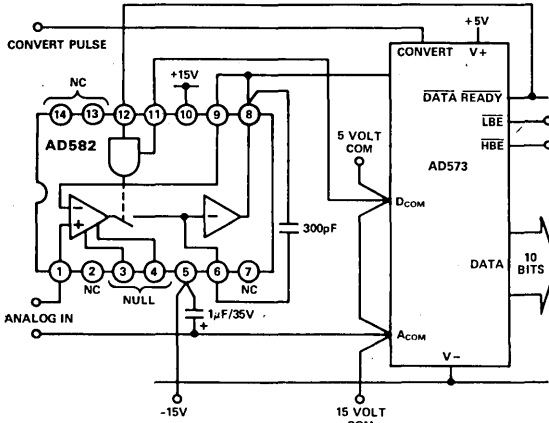 +5V
CONVERT PULSE
CONVERT
V+
NC
+15V
DATA READY
14 13 12 11 10 9 8
LBE
AD582
5 VOLT
COM
HBE
AD573
DCOM
300pF
DATA
10
BITS
1 2 3 4 5 6 7
NC
NULL
NC
ANALOG IN
1μF/35V
+
ACOM
V−
-15V
15 VOLT
COM